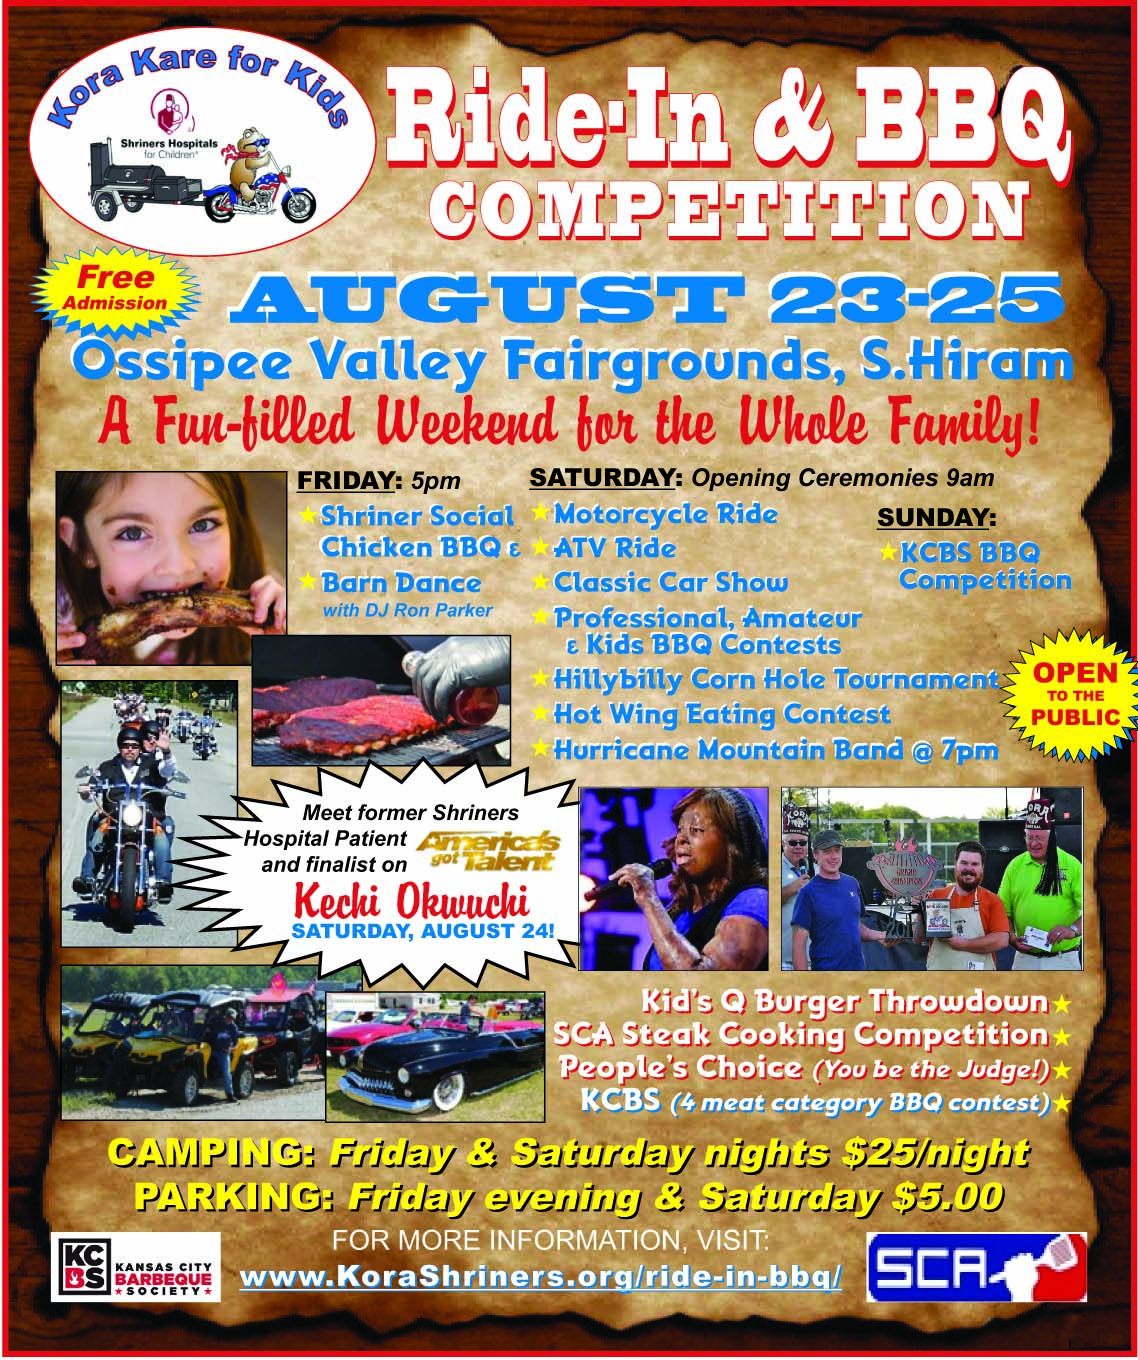 Kora Kare for Kids
Shriners Hospitals
for Children®
Ride-In & BBQ
COMPETITION
Free
Admission
AUGUST 23-25
Ossipee Valley Fairgrounds, S.Hiram
A Fun-filled Weekend for the Whole Family!
FRIDAY: 5pm
Shriner Social
Chicken BBQ &
Barn Dance
with DJ Ron Parker
SATURDAY: Opening Ceremonies 9am
Motorcycle Ride
ATV Ride
Classic Car Show
Professional, Amateur
& Kids BBQ Contests
Hillybilly Corn Hole Tournament
Hot Wing Eating Contest
Hurricane Mountain Band @ 7pm
SUNDAY:
KCBS BBQ
Competition
OPEN
TO THE
PUBLIC
Meet former Shriners
Hospital Patient
and finalist on
America's
got Talent
Kechi Okwuchi
SATURDAY, AUGUST 24!
KORA
GRAND
CHAMPION
Kid's Q Burger Throwdown
SCA Steak Cooking Competition
People's Choice (You be the Judge!)
KCBS (4 meat category BBQ contest)
CAMPING: Friday & Saturday nights $25/night
PARKING: Friday evening & Saturday $5.00
FOR MORE INFORMATION, VISIT:
www.KoraShriners.org/ride-in-bbq/
KC
BS
KANSAS CITY
BARBEQUE
SOCIETY
SCA